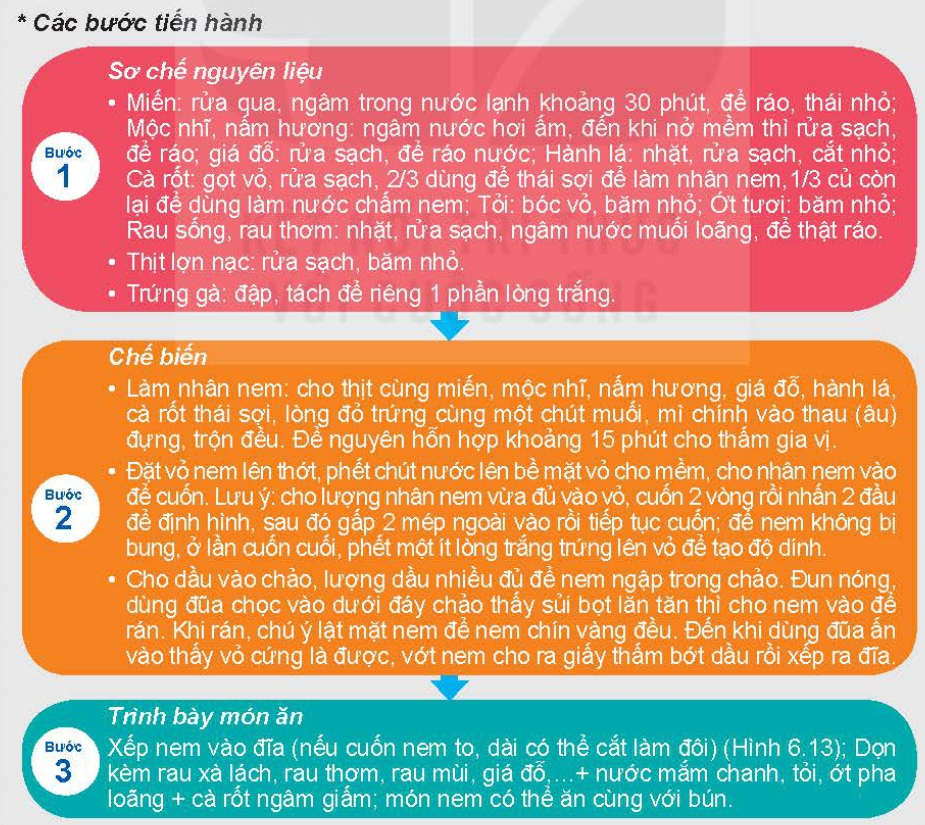 * Các bước tiến hành
Bước
1
Sơ chế nguyên liệu
• Miến: rửa qua, ngâm trong nước lạnh khoảng 30 phút, để ráo, thái nhỏ;
Mộc nhĩ, nấm hương: ngâm nước hơi ấm, đến khi nở mềm thì rửa sạch,
để ráo; giá đỗ: rửa sạch, để ráo nước; Hành lá: nhặt, rửa sạch, cắt nhỏ;
Cà rốt: gọt vỏ, rửa sạch, 2/3 dùng để thái sợi để làm nhân nem,1/3 củ còn
lại để dùng làm nước chấm nem; Tỏi: bóc vỏ, băm nhỏ; Ớt tươi: băm nhỏ;
Rau sống, rau thơm: nhặt, rửa sạch, ngâm nước muối loãng, để thật ráo.
• Thịt lợn nạc: rửa sạch, băm nhỏ.
• Trứng gà: đập, tách để riêng 1 phần lòng trắng.
KẾT NỐI TRI THỨC
VỚI CUỘC SỐNG
Bước
2
Chế biến
• Làm nhân nem: cho thịt cùng miến, mộc nhĩ, nấm hương, giá đỗ, hành lá,
cà rốt thái sợi, lòng đỏ trứng cùng một chút muối, mì chính vào thau (âu)
đựng, trộn đều. Để nguyên hỗn hợp khoảng 15 phút cho thấm gia vị.
• Đặt vỏ nem lên thớt, phết chút nước lên bề mặt vỏ cho mềm, cho nhân nem vào
để cuốn. Lưu ý: cho lượng nhân nem vừa đủ vào vỏ, cuốn 2 vòng rồi nhấn 2 đầu
để định hình, sau đó gấp 2 mép ngoài vào rồi tiếp tục cuốn; để nem không bị
bung, ở lần cuốn cuối, phết một ít lòng trắng trứng lên vỏ để tạo độ dính.
• Cho dầu vào chảo, lượng dầu nhiều đủ để nem ngập trong chảo. Đun nóng,
dùng đũa chọc vào dưới đáy chảo thấy sủi bọt lăn tăn thì cho nem vào để
rán. Khi rán, chú ý lật mặt nem để nem chín vàng đều. Đến khi dùng đũa ấn
vào thấy vỏ cứng là được, vớt nem cho ra giấy thấm bớt dầu rồi xếp ra đĩa.
Bước
3
Trình bày món ăn
Xếp nem vào đĩa (nếu cuốn nem to, dài có thể cắt làm đôi) (Hình 6.13); Dọn
kèm rau xà lách, rau thơm, rau mùi, giá đỗ,...+ nước mắm chanh, tỏi, ớt pha
loãng + cà rốt ngâm giấm; món nem có thể ăn cùng với bún.